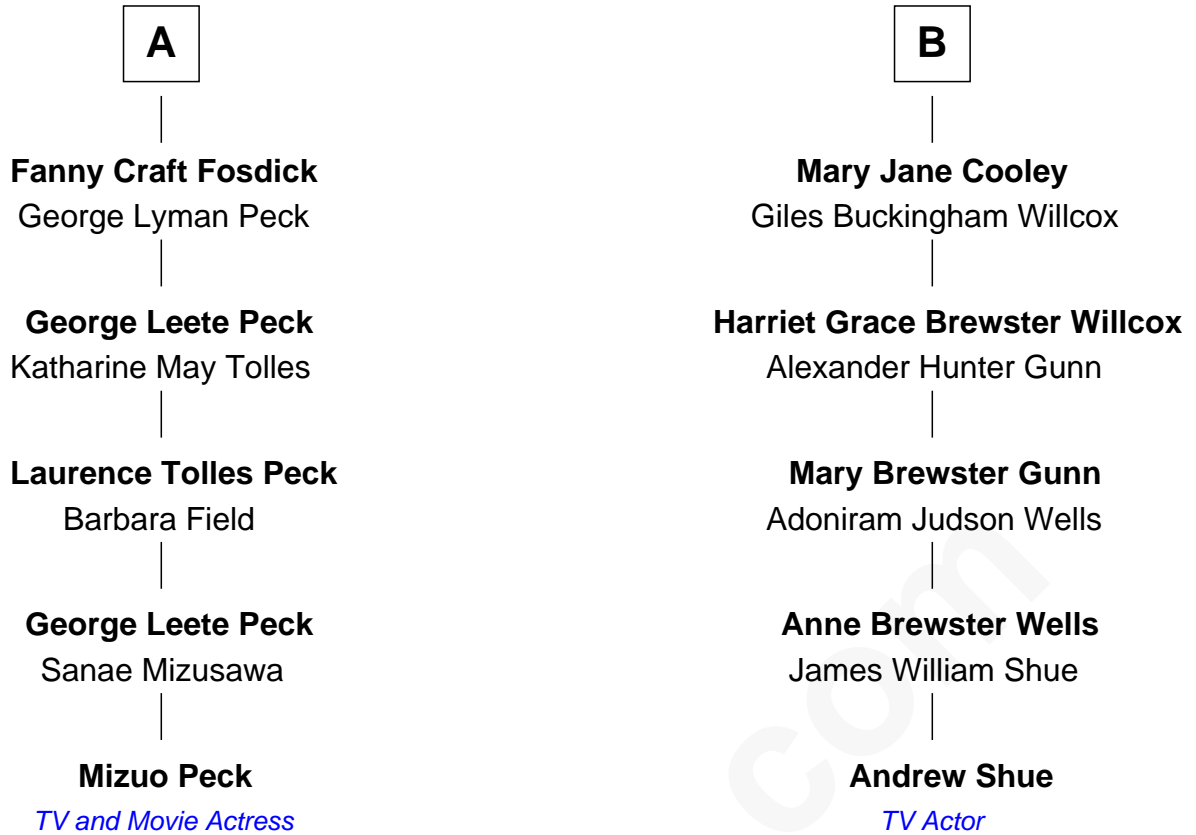 A
Fanny Craft Fosdick
George Lyman Peck
George Leete Peck
Katharine May Tolles
Laurence Tolles Peck
Barbara Field
George Leete Peck
Sanae Mizusawa
Mizuo Peck
TV and Movie Actress
B
Mary Jane Cooley
Giles Buckingham Willcox
Harriet Grace Brewster Willcox
Alexander Hunter Gunn
Mary Brewster Gunn
Adoniram Judson Wells
Anne Brewster Wells
James William Shue
Andrew Shue
TV Actor
com